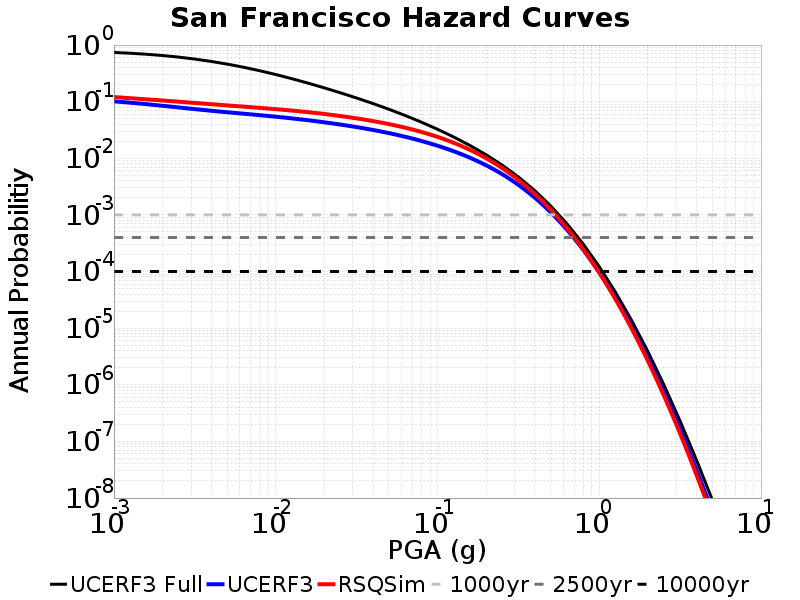 San Francisco Hazard Curves
Annual Probabilitiy
10^0
10^-1
10^-2
10^-3
10^-4
10^-5
10^-6
10^-7
10^-8
10^-3 10^-2 10^-1 10^0 10^1
PGA (g)
UCERF3 Full UCERF3 RSQSim 1000yr 2500yr 10000yr